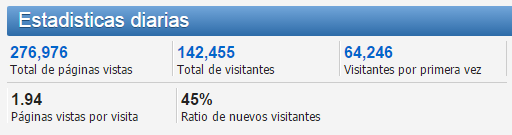 Estadisticas diarias
276,976 142,455 64,246
Total de páginas vistas Total de visitantes Visitantes por primera vez
1.94 45%
Páginas vistas por visita Ratio de nuevos visitantes